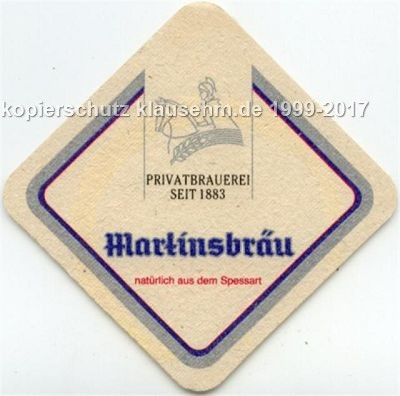 kopierschutz klausehm.de 1999-2017
PRIVATBRAUEREI
SEIT 1883
Martinsbräu
natürlich aus dem Spessart